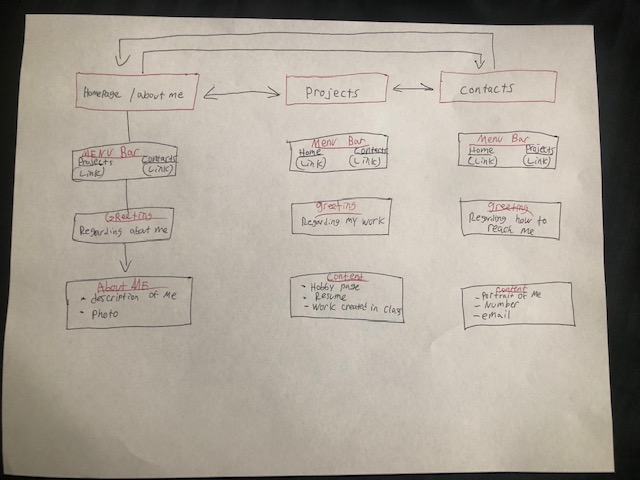 Homepage / about me
MENU Bar
Projects Contacts
(Link) (Link)
GReeting
Regarding about me
About ME
- description of Me
- Photo
Projects
Menu Bar
Home Contacts
(Link) (Link)
greeting
Regarding My work
Content
- Hobby page
- Resume
- Work created in class
Contacts
Menu Bar
Home Projects
(Link) (Link)
greeting
Regarding how to
reach me
Content
- Portrait of Me
- Number
- email